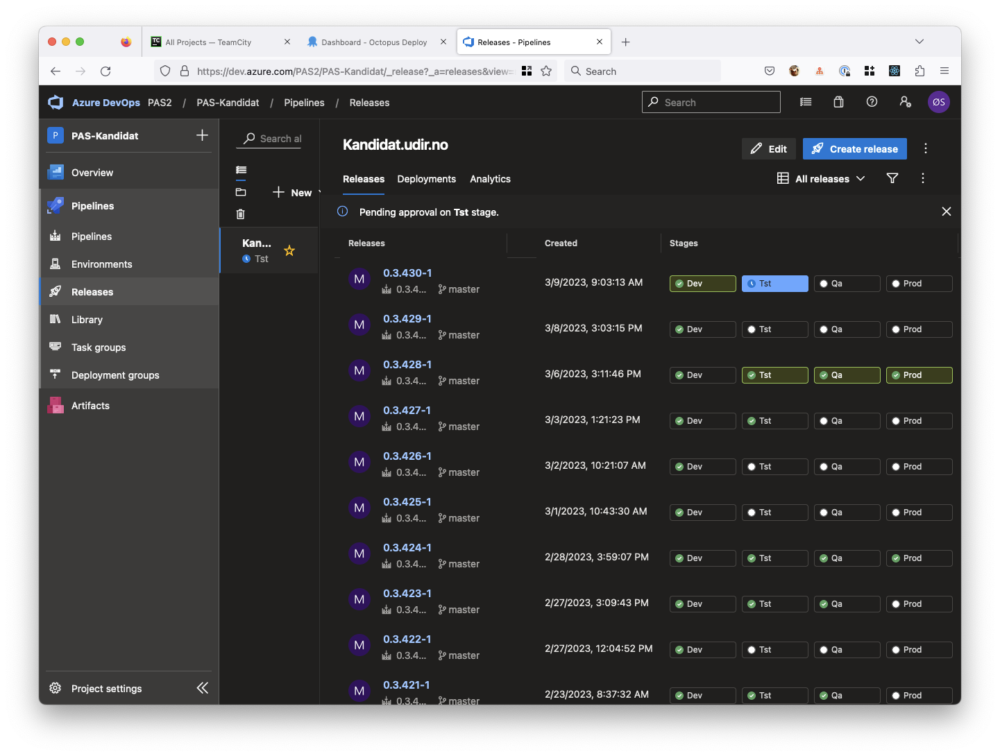 All Projects — TeamCity
Dashboard - Octopus Deploy
Releases - Pipelines
https://dev.azure.com/PAS2/PAS-Kandidat/_release?_a=releases&view=
Search
Azure DevOps PAS2 / PAS-Kandidat / Pipelines / Releases
Search
ØS
P PAS-Kandidat
Overview
Pipelines
Pipelines
Environments
Releases
Library
Task groups
Deployment groups
Artifacts
Project settings
Search al
New
Kan...
Tst
Kandidat.udir.no
Edit
Create release
Releases Deployments Analytics
All releases
Pending approval on Tst stage.
Releases Created Stages
M 0.3.430-1 3/9/2023, 9:03:13 AM Dev Tst Qa Prod
0.3.4... master
M 0.3.429-1 3/8/2023, 3:03:15 PM Dev Tst Qa Prod
0.3.4... master
M 0.3.428-1 3/6/2023, 3:11:46 PM Dev Tst Qa Prod
0.3.4... master
M 0.3.427-1 3/3/2023, 1:21:23 PM Dev Tst Qa Prod
0.3.4... master
M 0.3.426-1 3/2/2023, 10:21:07 AM Dev Tst Qa Prod
0.3.4... master
M 0.3.425-1 3/1/2023, 10:43:30 AM Dev Tst Qa Prod
0.3.4... master
M 0.3.424-1 2/28/2023, 3:59:07 PM Dev Tst Qa Prod
0.3.4... master
M 0.3.423-1 2/27/2023, 3:09:43 PM Dev Tst Qa Prod
0.3.4... master
M 0.3.422-1 2/27/2023, 12:04:52 PM Dev Tst Qa Prod
0.3.4... master
M 0.3.421-1 2/23/2023, 8:37:32 AM Dev Tst Qa Prod
0.3.4... master